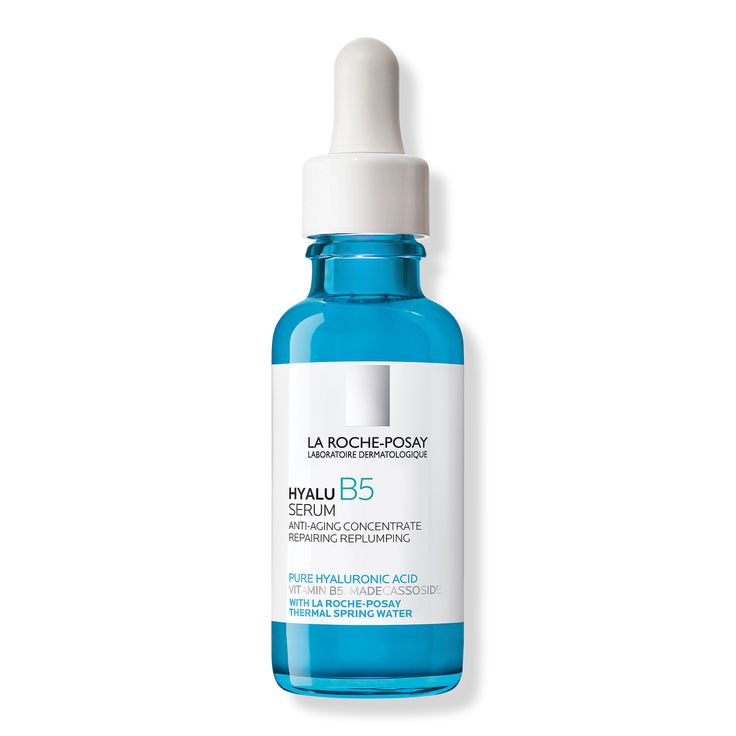 LA ROCHE-POSAY
LABORATOIRE DERMATOLOGIQUE
HYALU B5
SERUM
ANTI-AGING CONCENTRATE
REPAIRING REPLUMPING
PURE HYALURONIC ACID
VITAMIN B5. MADECASSOSIDE
WITH LA ROCHE-POSAY
THERMAL SPRING WATER